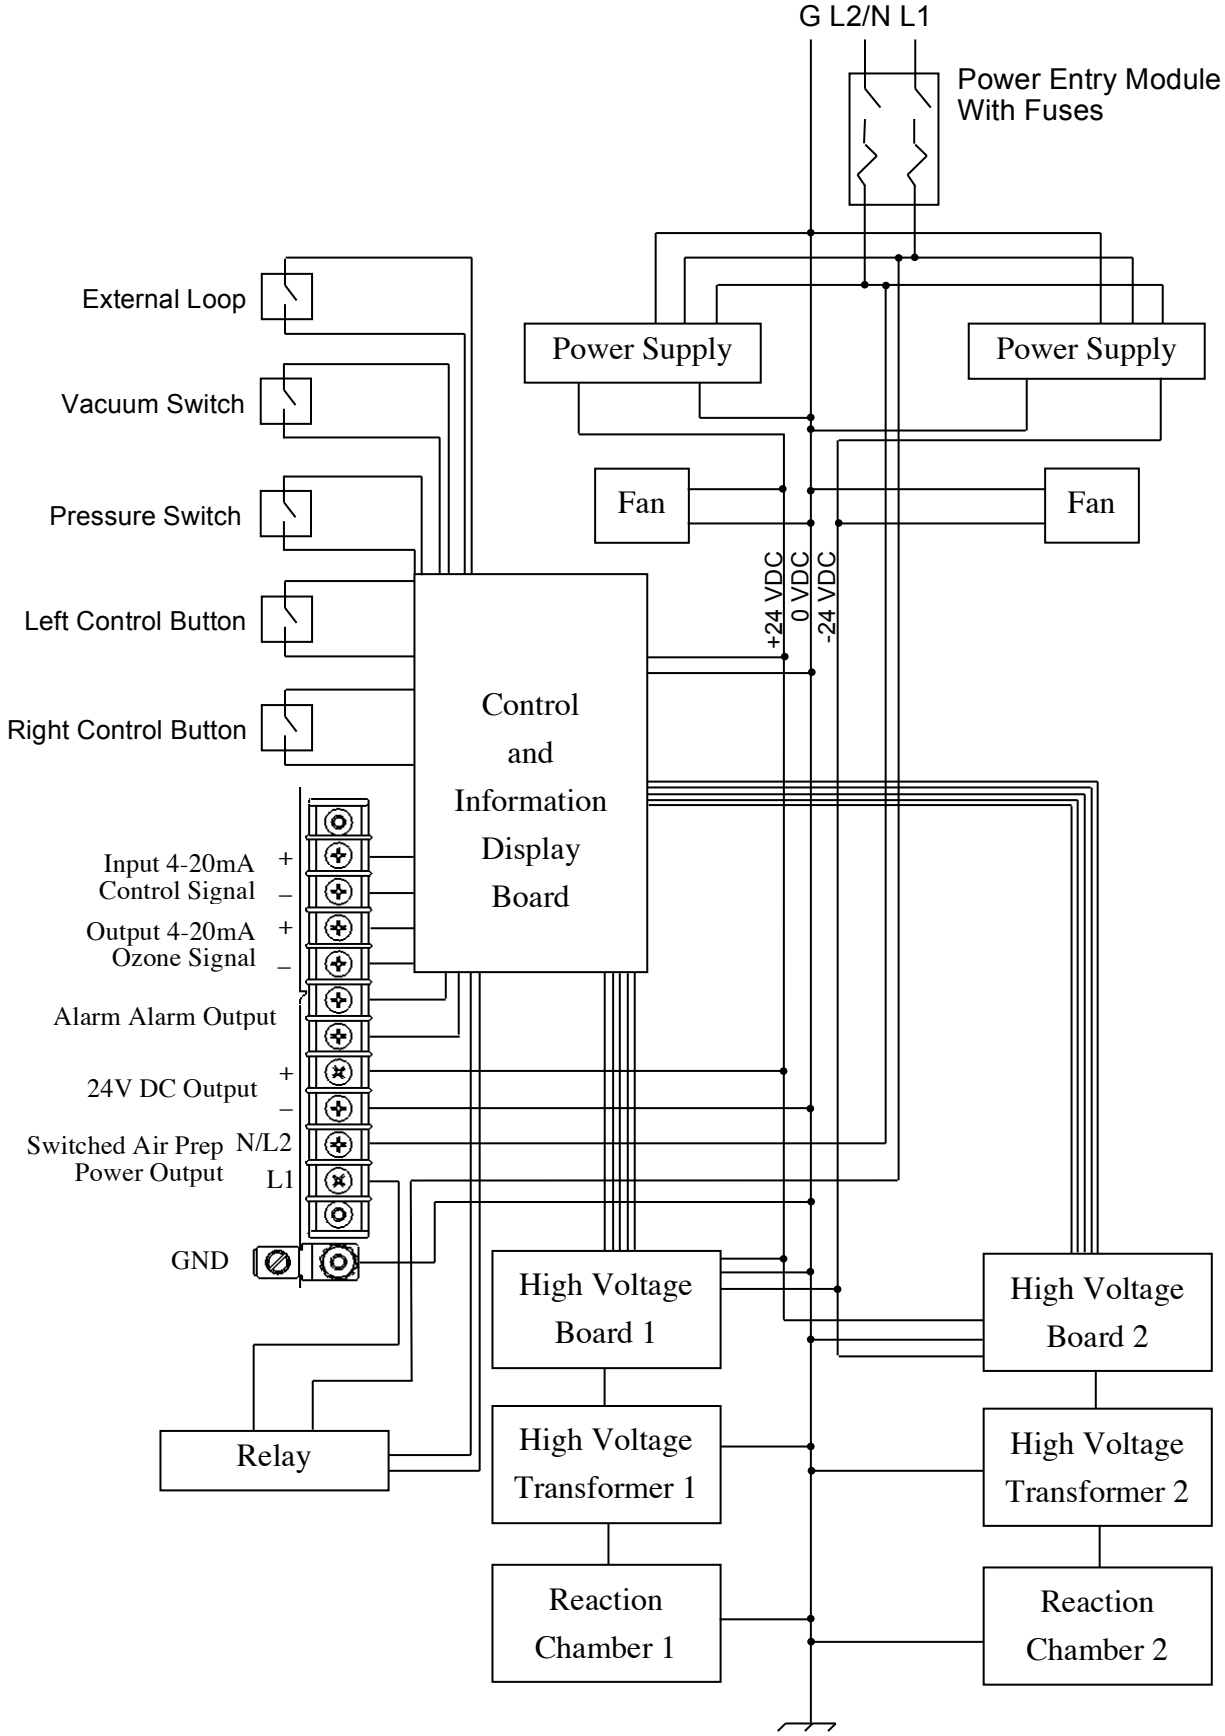 G L2/N L1
Power Entry Module
With Fuses
External Loop
Power Supply
Power Supply
Vacuum Switch
Fan
Fan
Pressure Switch
+24 VDC
0 VDC
-24 VDC
Left Control Button
Right Control Button
Control
and
Information
Display
Board
Input 4-20mA +
Control Signal –
Output 4-20mA +
Ozone Signal –
Alarm Alarm Output
+
24V DC Output
–
Switched Air Prep N/L2
Power Output L1
GND
High Voltage
Board 1
High Voltage
Board 2
Relay
High Voltage
Transformer 1
High Voltage
Transformer 2
Reaction
Chamber 1
Reaction
Chamber 2